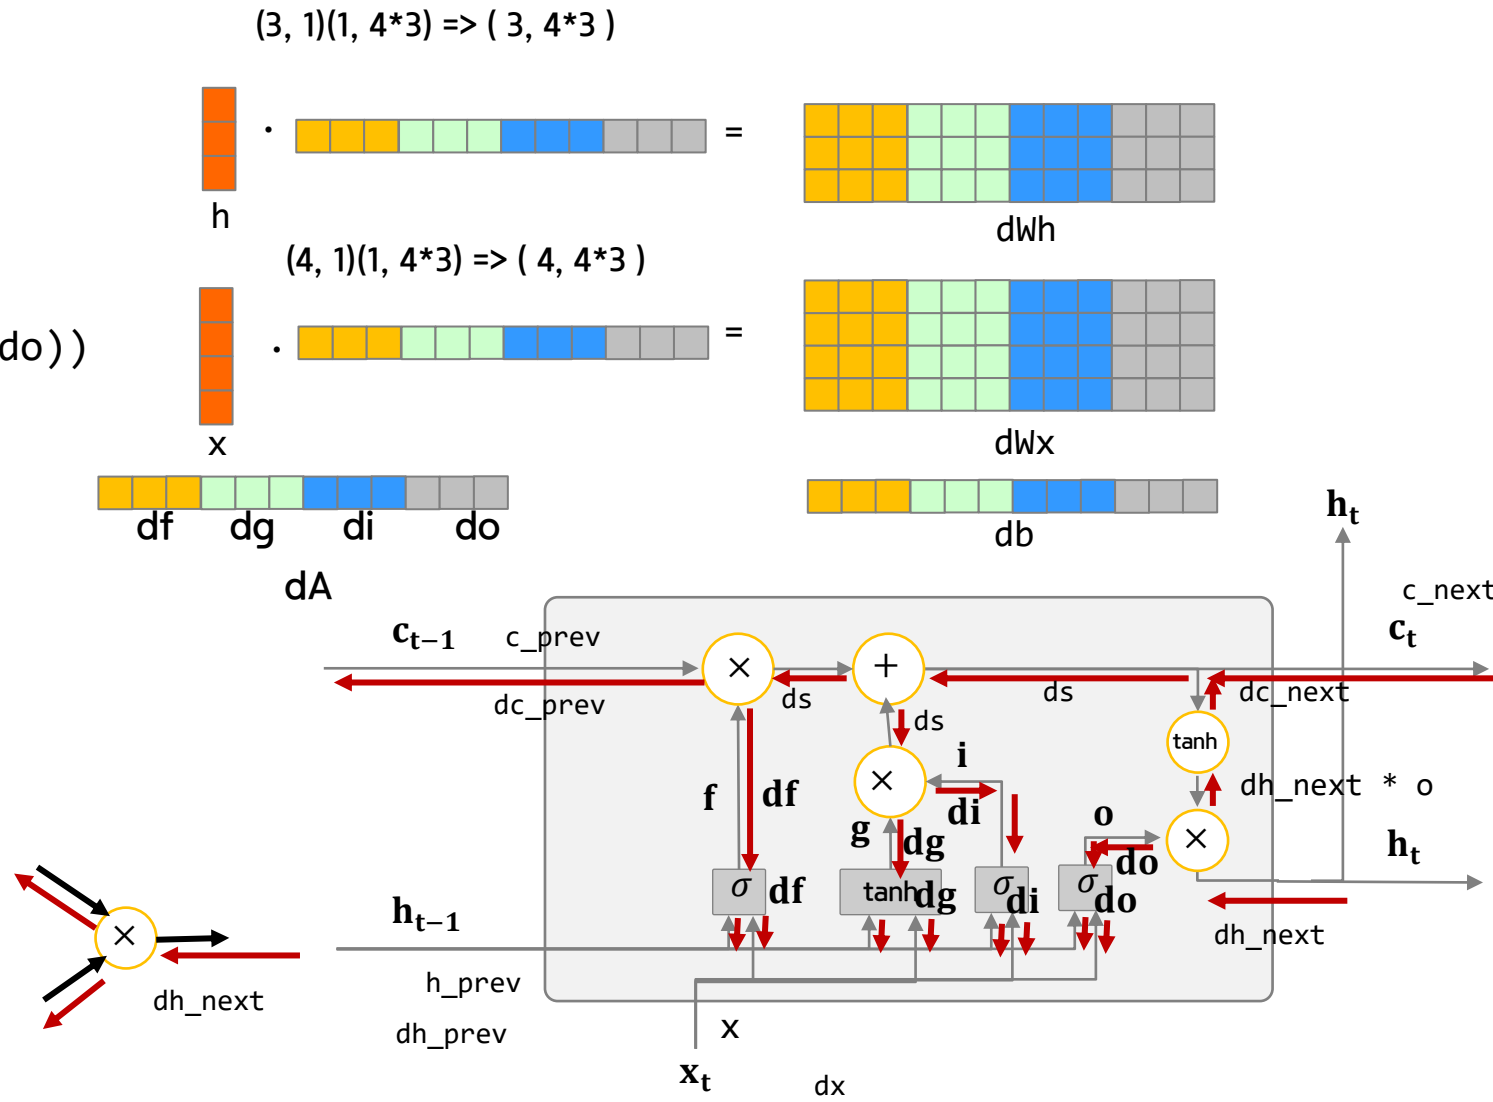 (3, 1)(1, 4*3) => ( 3, 4*3 )
· =
h
dWh
(4, 1)(1, 4*3) => ( 4, 4*3 )
do))
· =
x
dWx
df dg di do
db
dA
h_t
c_next
c_{t−1} c_prev
c_t
× +
dc_prev ds ds dc_next
ds
tanh
i
×
f df di dh_next * o
g dg o
do × h_t
σ df tanh dg σ di σ do
h_{t−1}
×
dh_next
dh_next h_prev
dh_prev x
x_t
dx